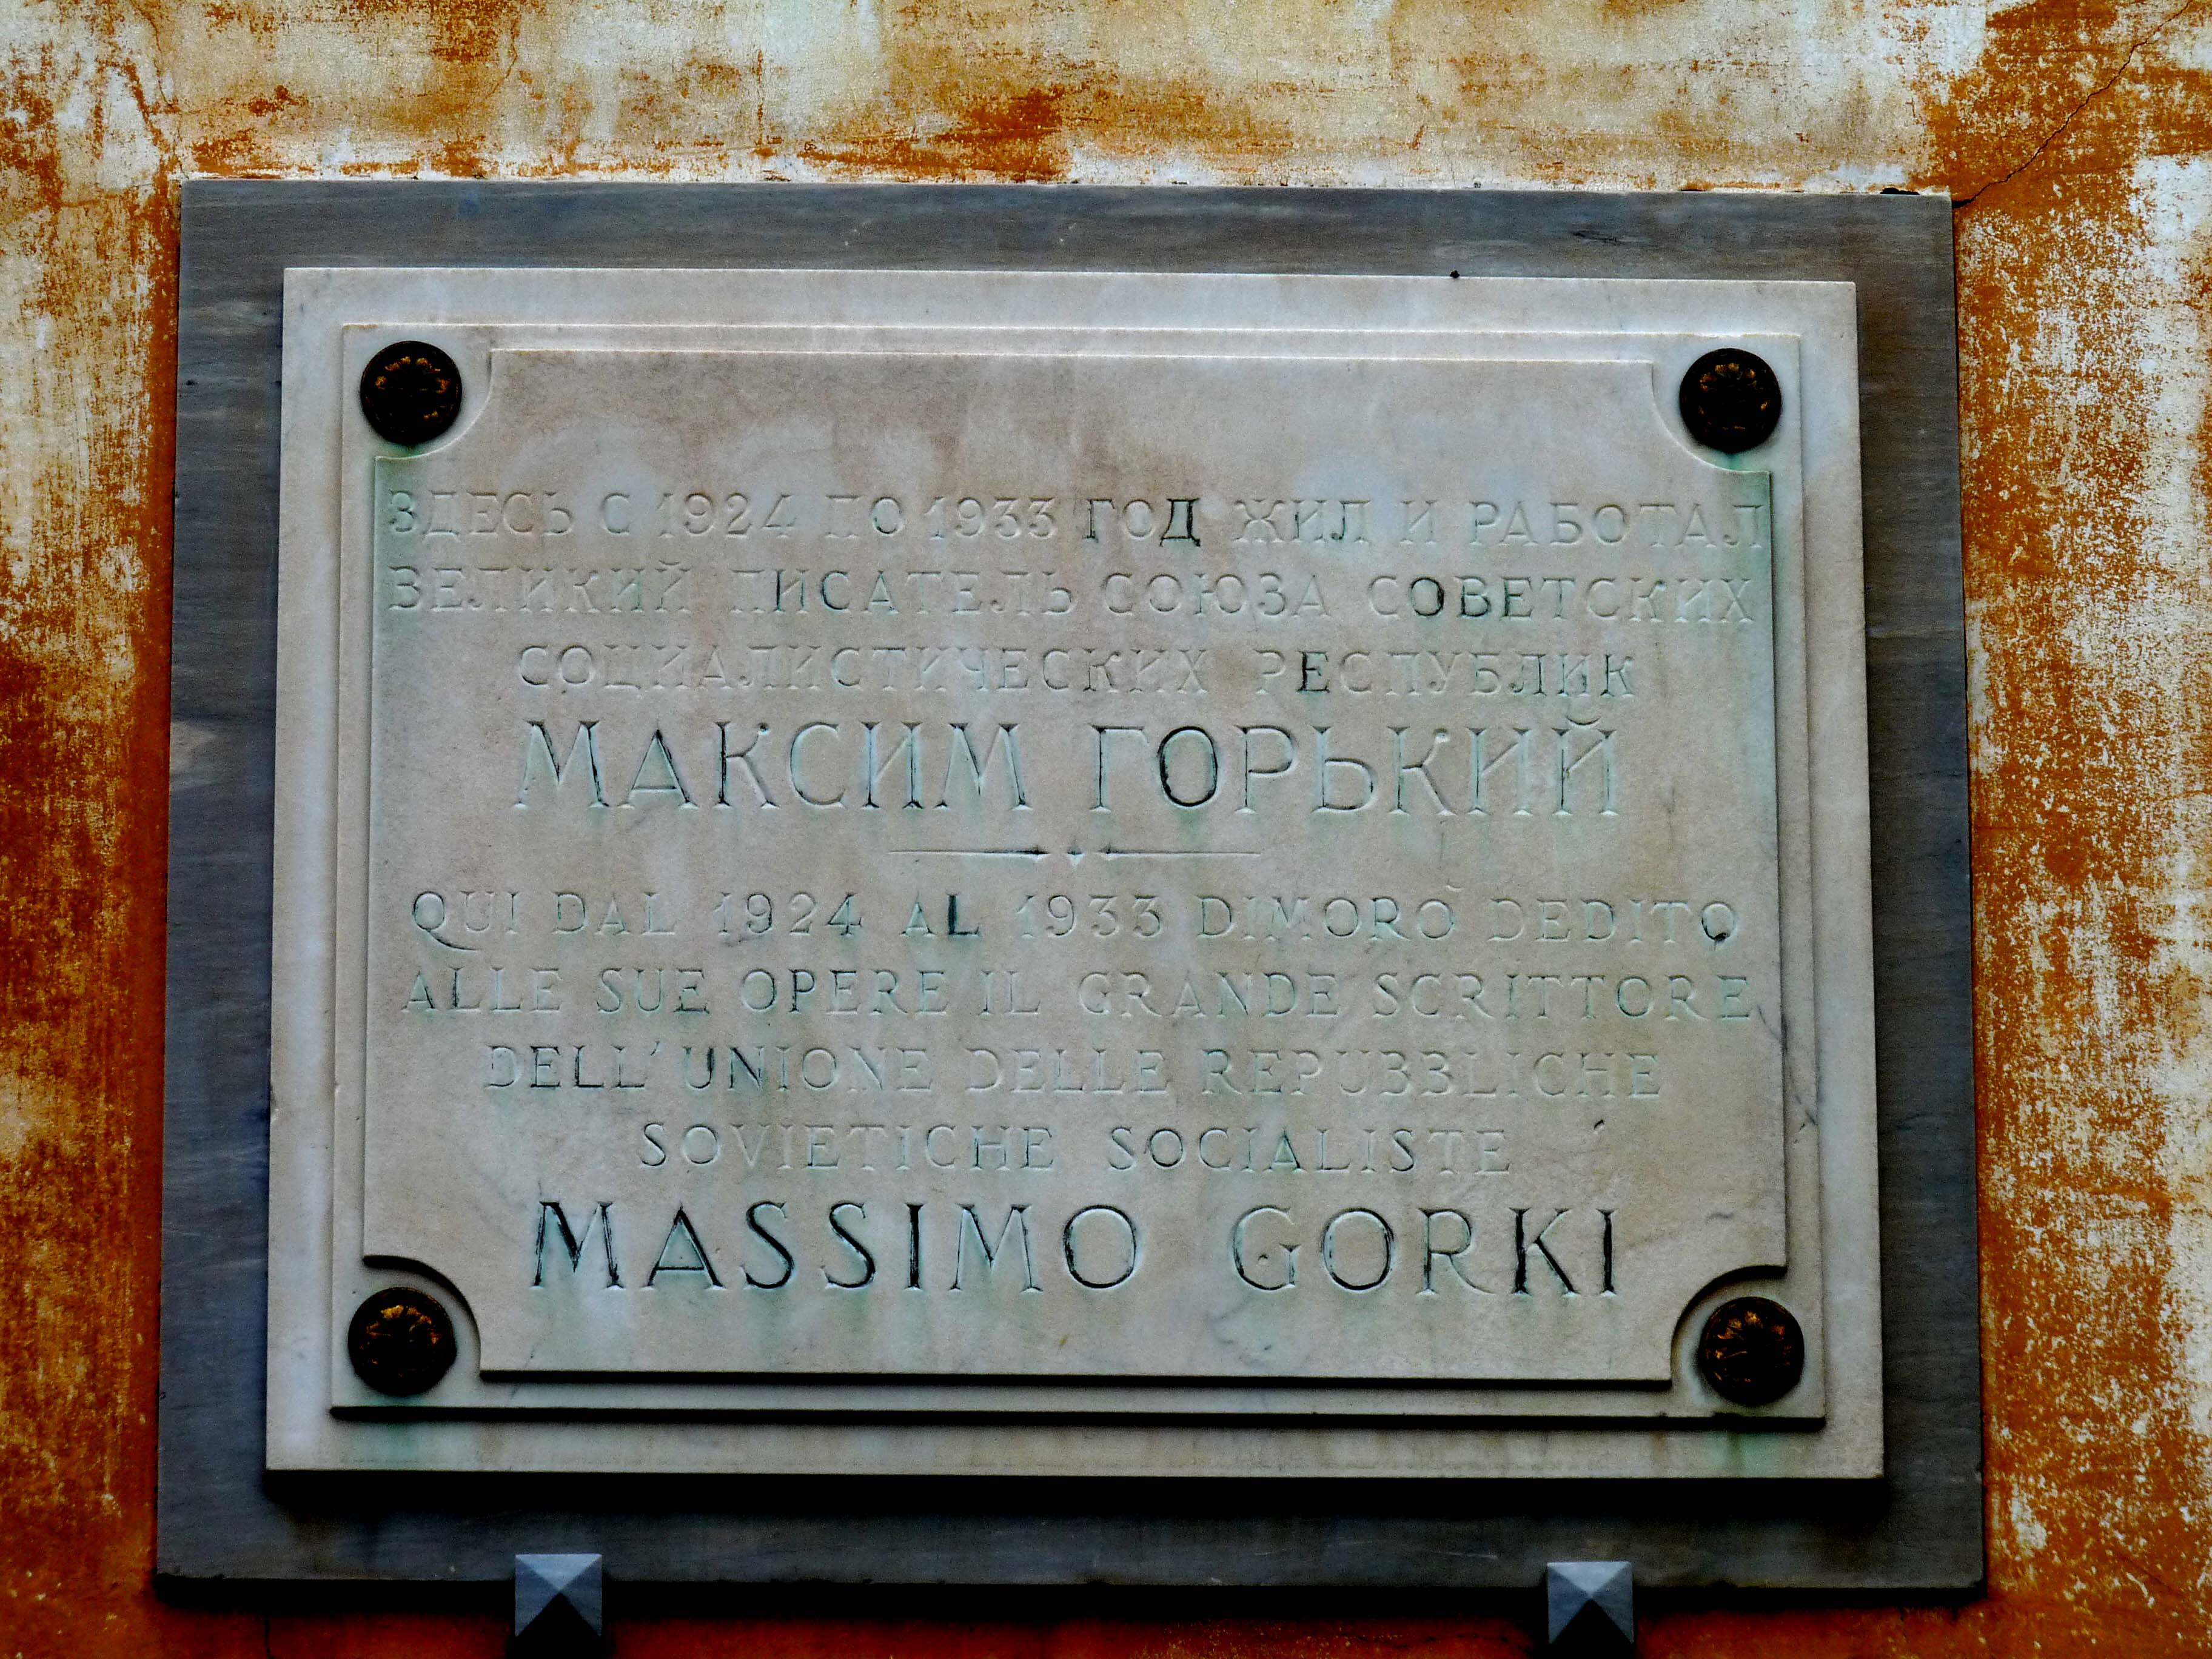 ЗДЕСЬ С 1924 ПО 1933 ГОД ЖИЛ И РАБОТАЛ
ВЕЛИКИЙ ПИСАТЕЛЬ СОЮЗА СОВЕТСКИХ
СОЦИАЛИСТИЧЕСКИХ РЕСПУБЛИК
МАКСИМ ГОРЬКИЙ
QUI DAL 1924 AL 1933 DIMORÒ DEDITO
ALLE SUE OPERE IL GRANDE SCRITTORE
DELL'UNIONE DELLE REPUBBLICHE
SOVIETICHE SOCIALISTE
MASSIMO GORKI